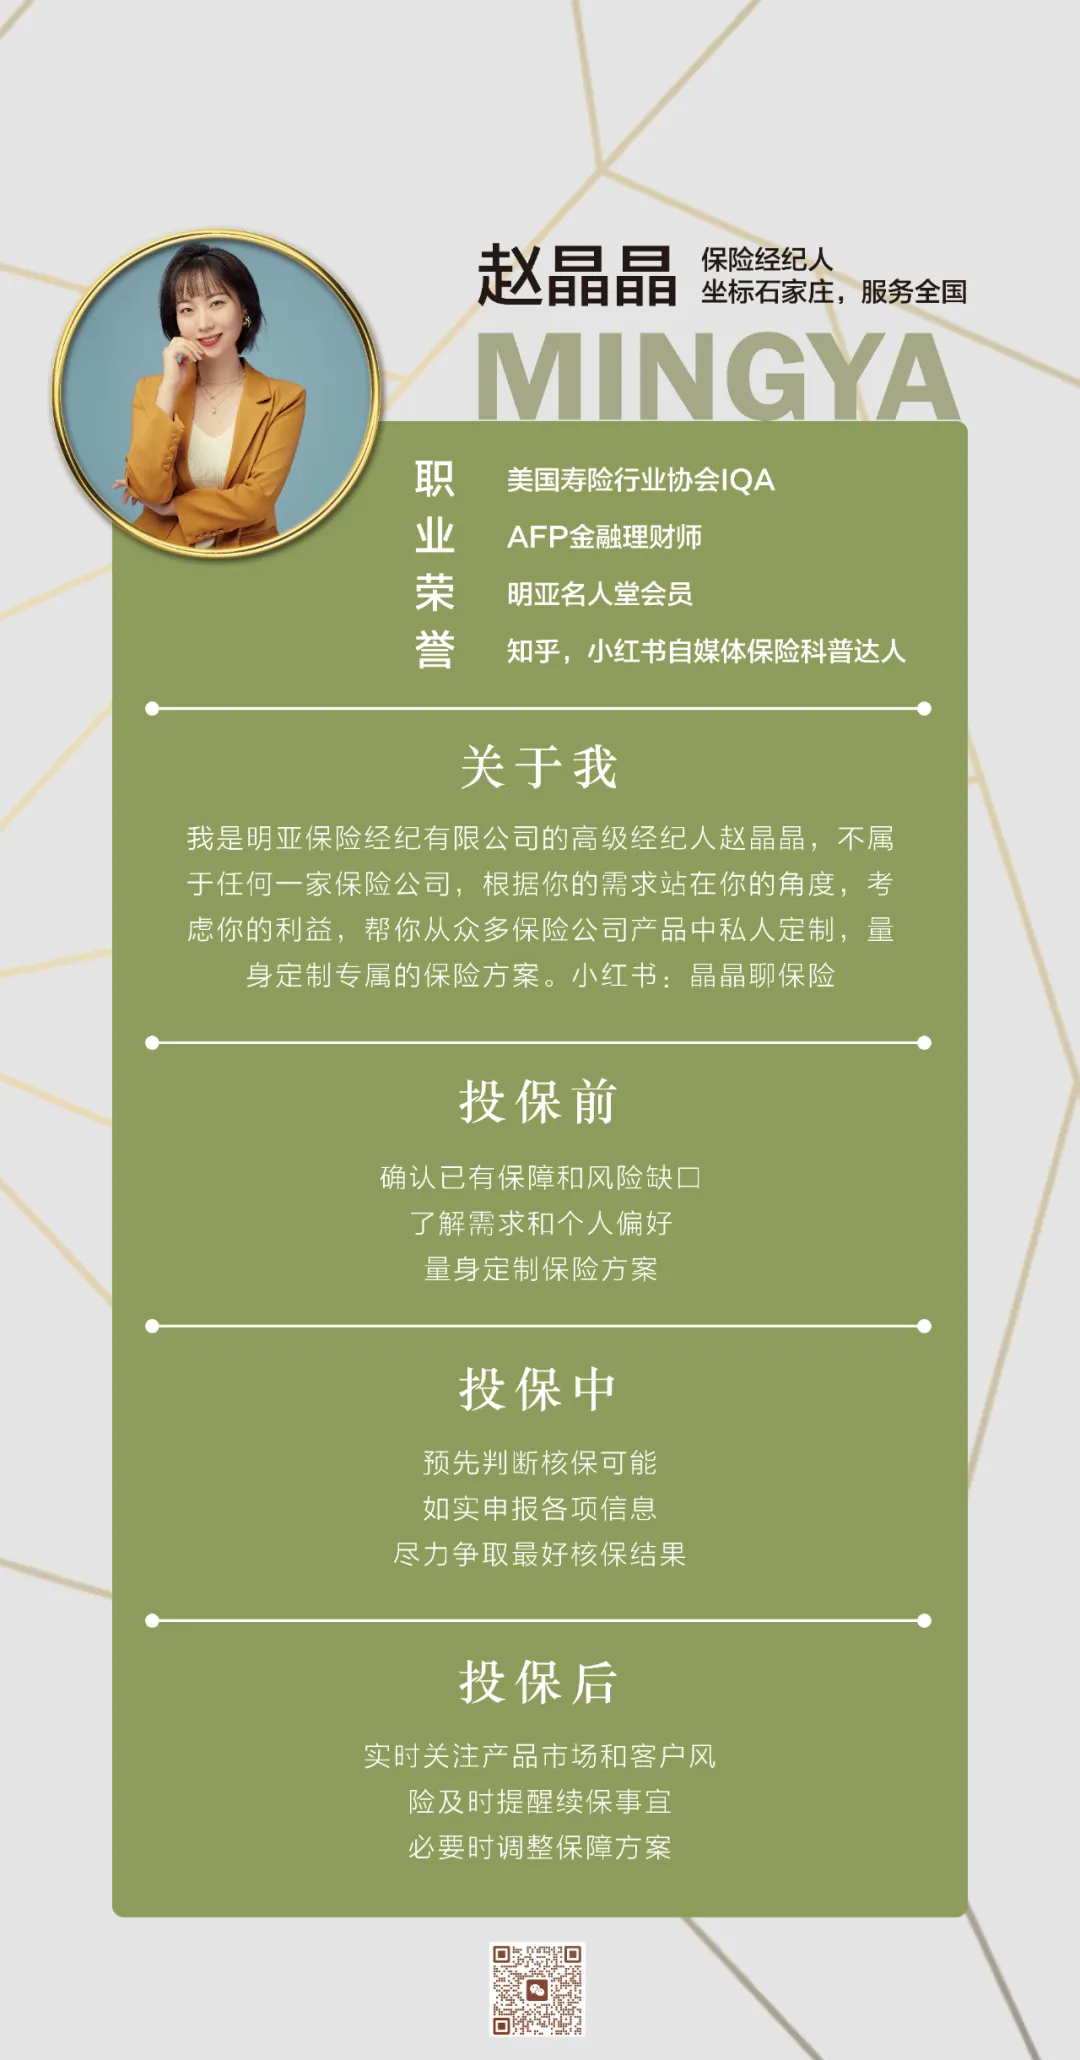 赵晶晶
保险经纪人
坐标石家庄，服务全国
MINGYA
职业荣誉
美国寿险行业协会IQA
AFP金融理财师
明亚名人堂会员
知乎，小红书自媒体保险科普达人
关于我
我是明亚保险经纪有限公司的高级经纪人赵晶晶，不属
于任何一家保险公司，根据你的需求站在你的角度，考
虑你的利益，帮你从众多保险公司产品中私人定制，量
身定制专属的保险方案。小红书：晶晶聊保险
投保前
确认已有保障和风险缺口
了解需求和个人偏好
量身定制保险方案
投保中
预先判断核保可能
如实申报各项信息
尽力争取最好核保结果
投保后
实时关注产品市场和客户风
险及时提醒续保事宜
必要时调整保障方案